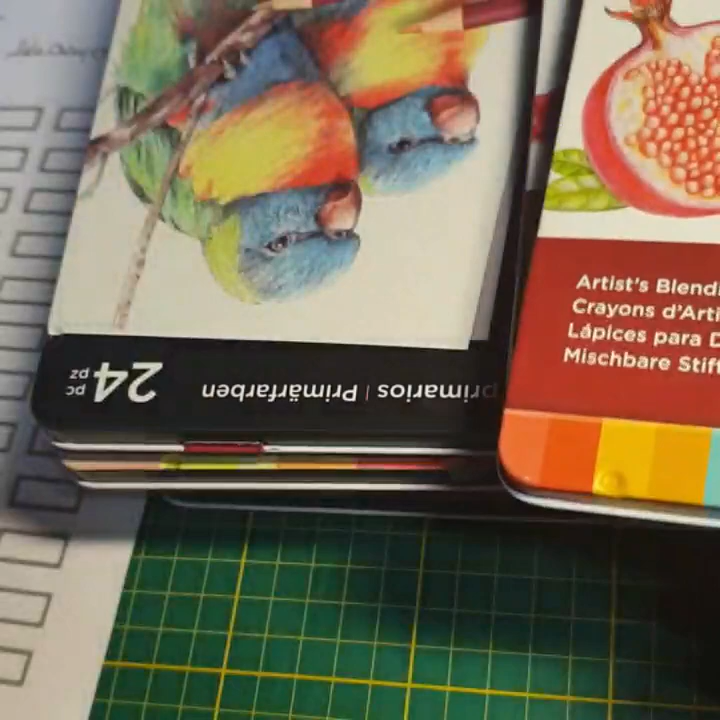 Artist's Blendi
Crayons d'Arti
Lápices para D
Mischbare Stift
primarios | Primärfarben
24 pc
pz